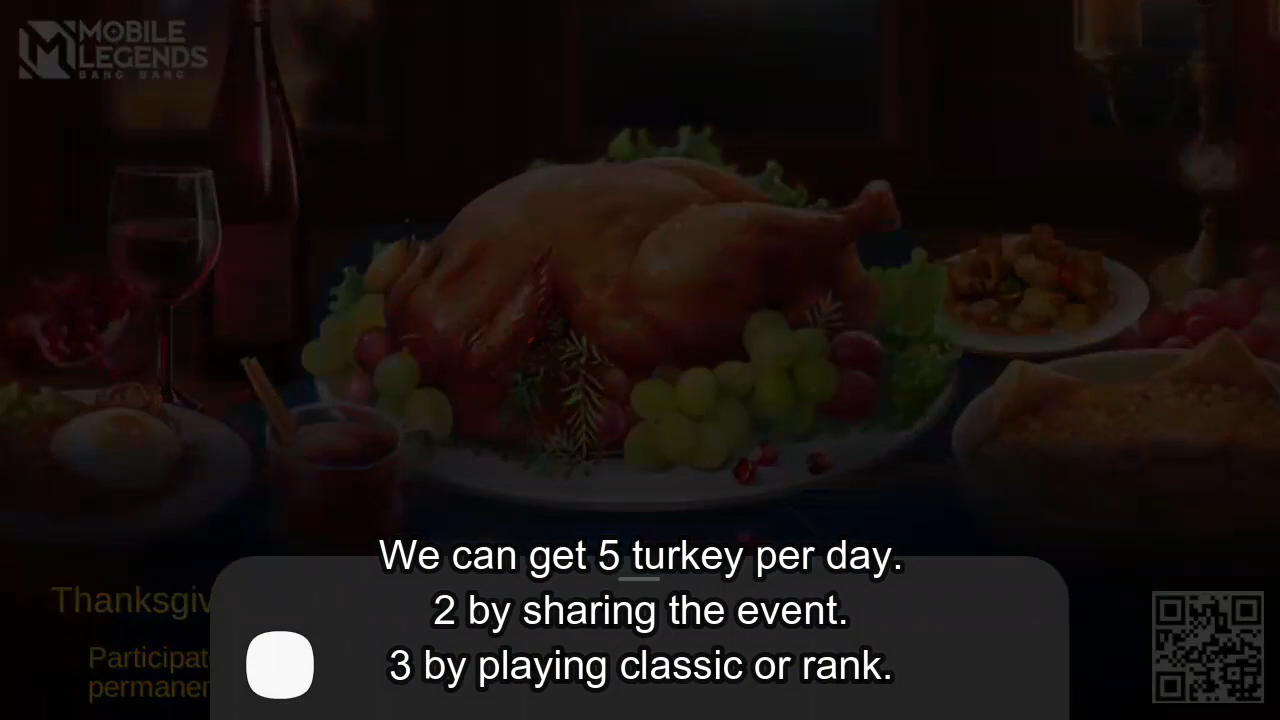 MOBILE
LEGENDS
BANG BANG
We can get 5 turkey per day.
2 by sharing the event.
3 by playing classic or rank.